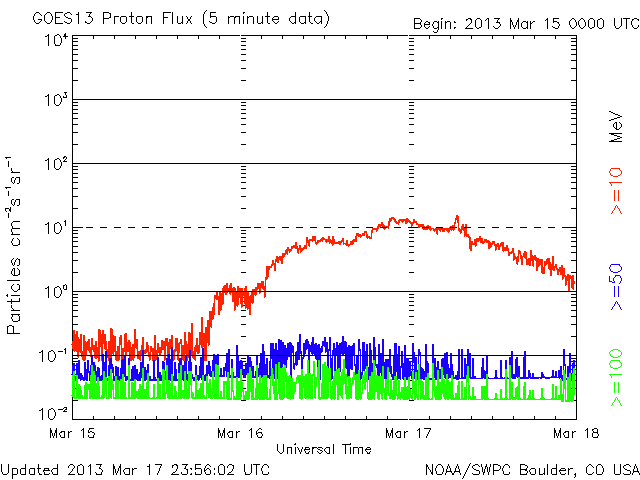 GOES13 Proton Flux (5 minute data)
Begin: 2013 Mar 15 0000 UTC
Particles cm⁻²s⁻¹sr⁻¹
10⁴
10³
10²
10¹
10⁰
10⁻¹
10⁻²
Mar 15
Mar 16
Mar 17
Mar 18
Universal Time
MeV
>=10
>=50
>=100
Updated 2013 Mar 17 23:56:02 UTC
NOAA/SWPC Boulder, CO USA